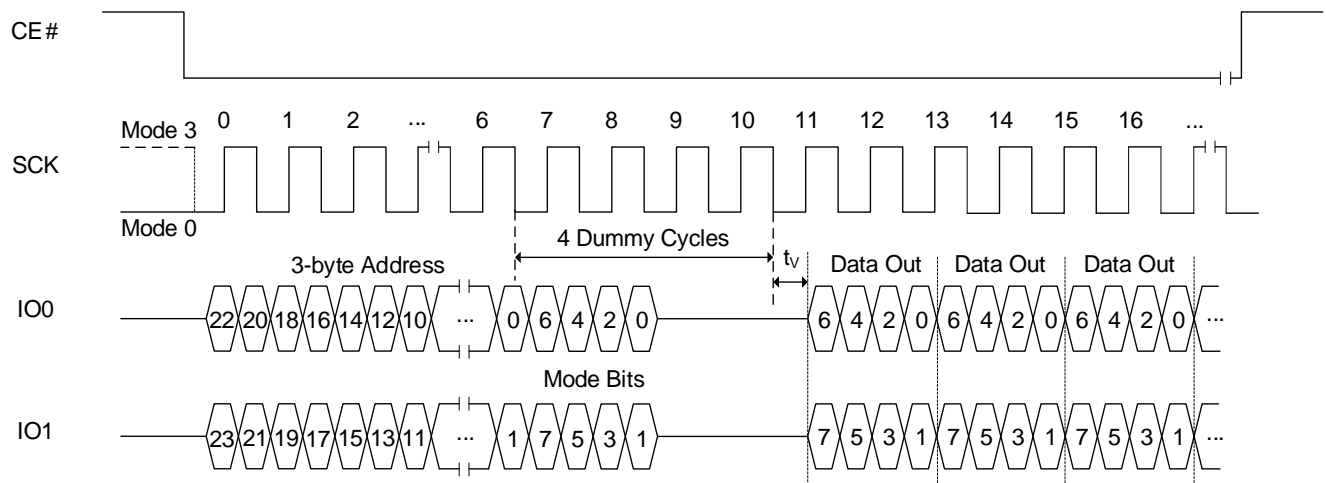 CE#
0 1 2 ... 6 7 8 9 10 11 12 13 14 15 16 ...
Mode 3
SCK
Mode 0
4 Dummy Cycles
3-byte Address tV Data Out Data Out Data Out
IO0 22 20 18 16 14 12 10 ... 0 6 4 2 0 6 4 2 0 6 4 2 0 6 4 2 0 ...
Mode Bits
IO1 23 21 19 17 15 13 11 ... 1 7 5 3 1 7 5 3 1 7 5 3 1 7 5 3 1 ...